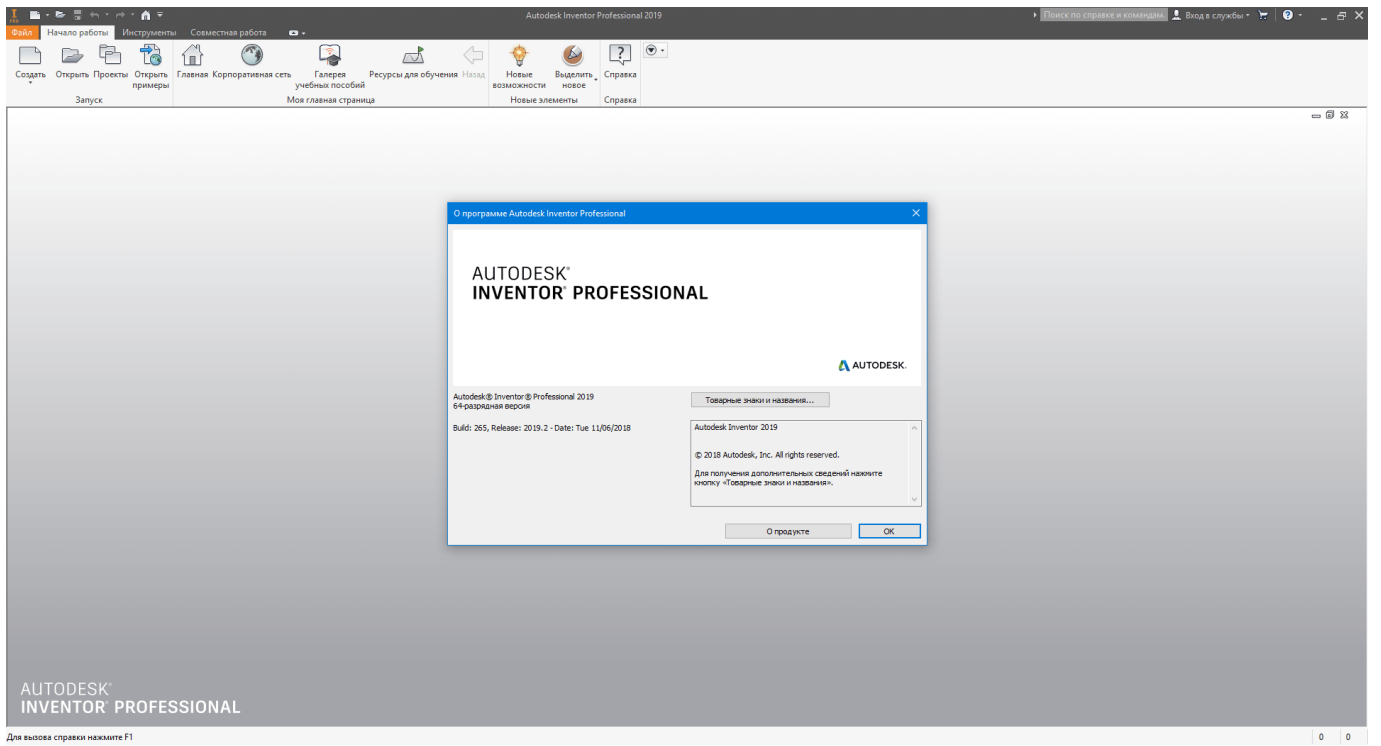 PRO
Autodesk Inventor Professional 2019
Поиск по справке и командам.
Вход в службы
Файл
Начало работы
Инструменты
Совместная работа
Создать
Открыть
Проекты
Открыть
примеры
Главная
Корпоративная сеть
Галерея
учебных пособий
Ресурсы для обучения
Назад
Новые
возможности
Выделить
новое
Справка
Запуск
Моя главная страница
Новые элементы
Справка
О программе Autodesk Inventor Professional
AUTODESK®
INVENTOR® PROFESSIONAL
AUTODESK.
Autodesk® Inventor® Professional 2019
64-разрядная версия
Build: 265, Release: 2019.2 - Date: Tue 11/06/2018
Товарные знаки и названия...
Autodesk Inventor 2019
© 2018 Autodesk, Inc. All rights reserved.
Для получения дополнительных сведений нажмите
кнопку «Товарные знаки и названия».
О продукте
OK
AUTODESK®
INVENTOR® PROFESSIONAL
Для вызова справки нажмите F1
0 0